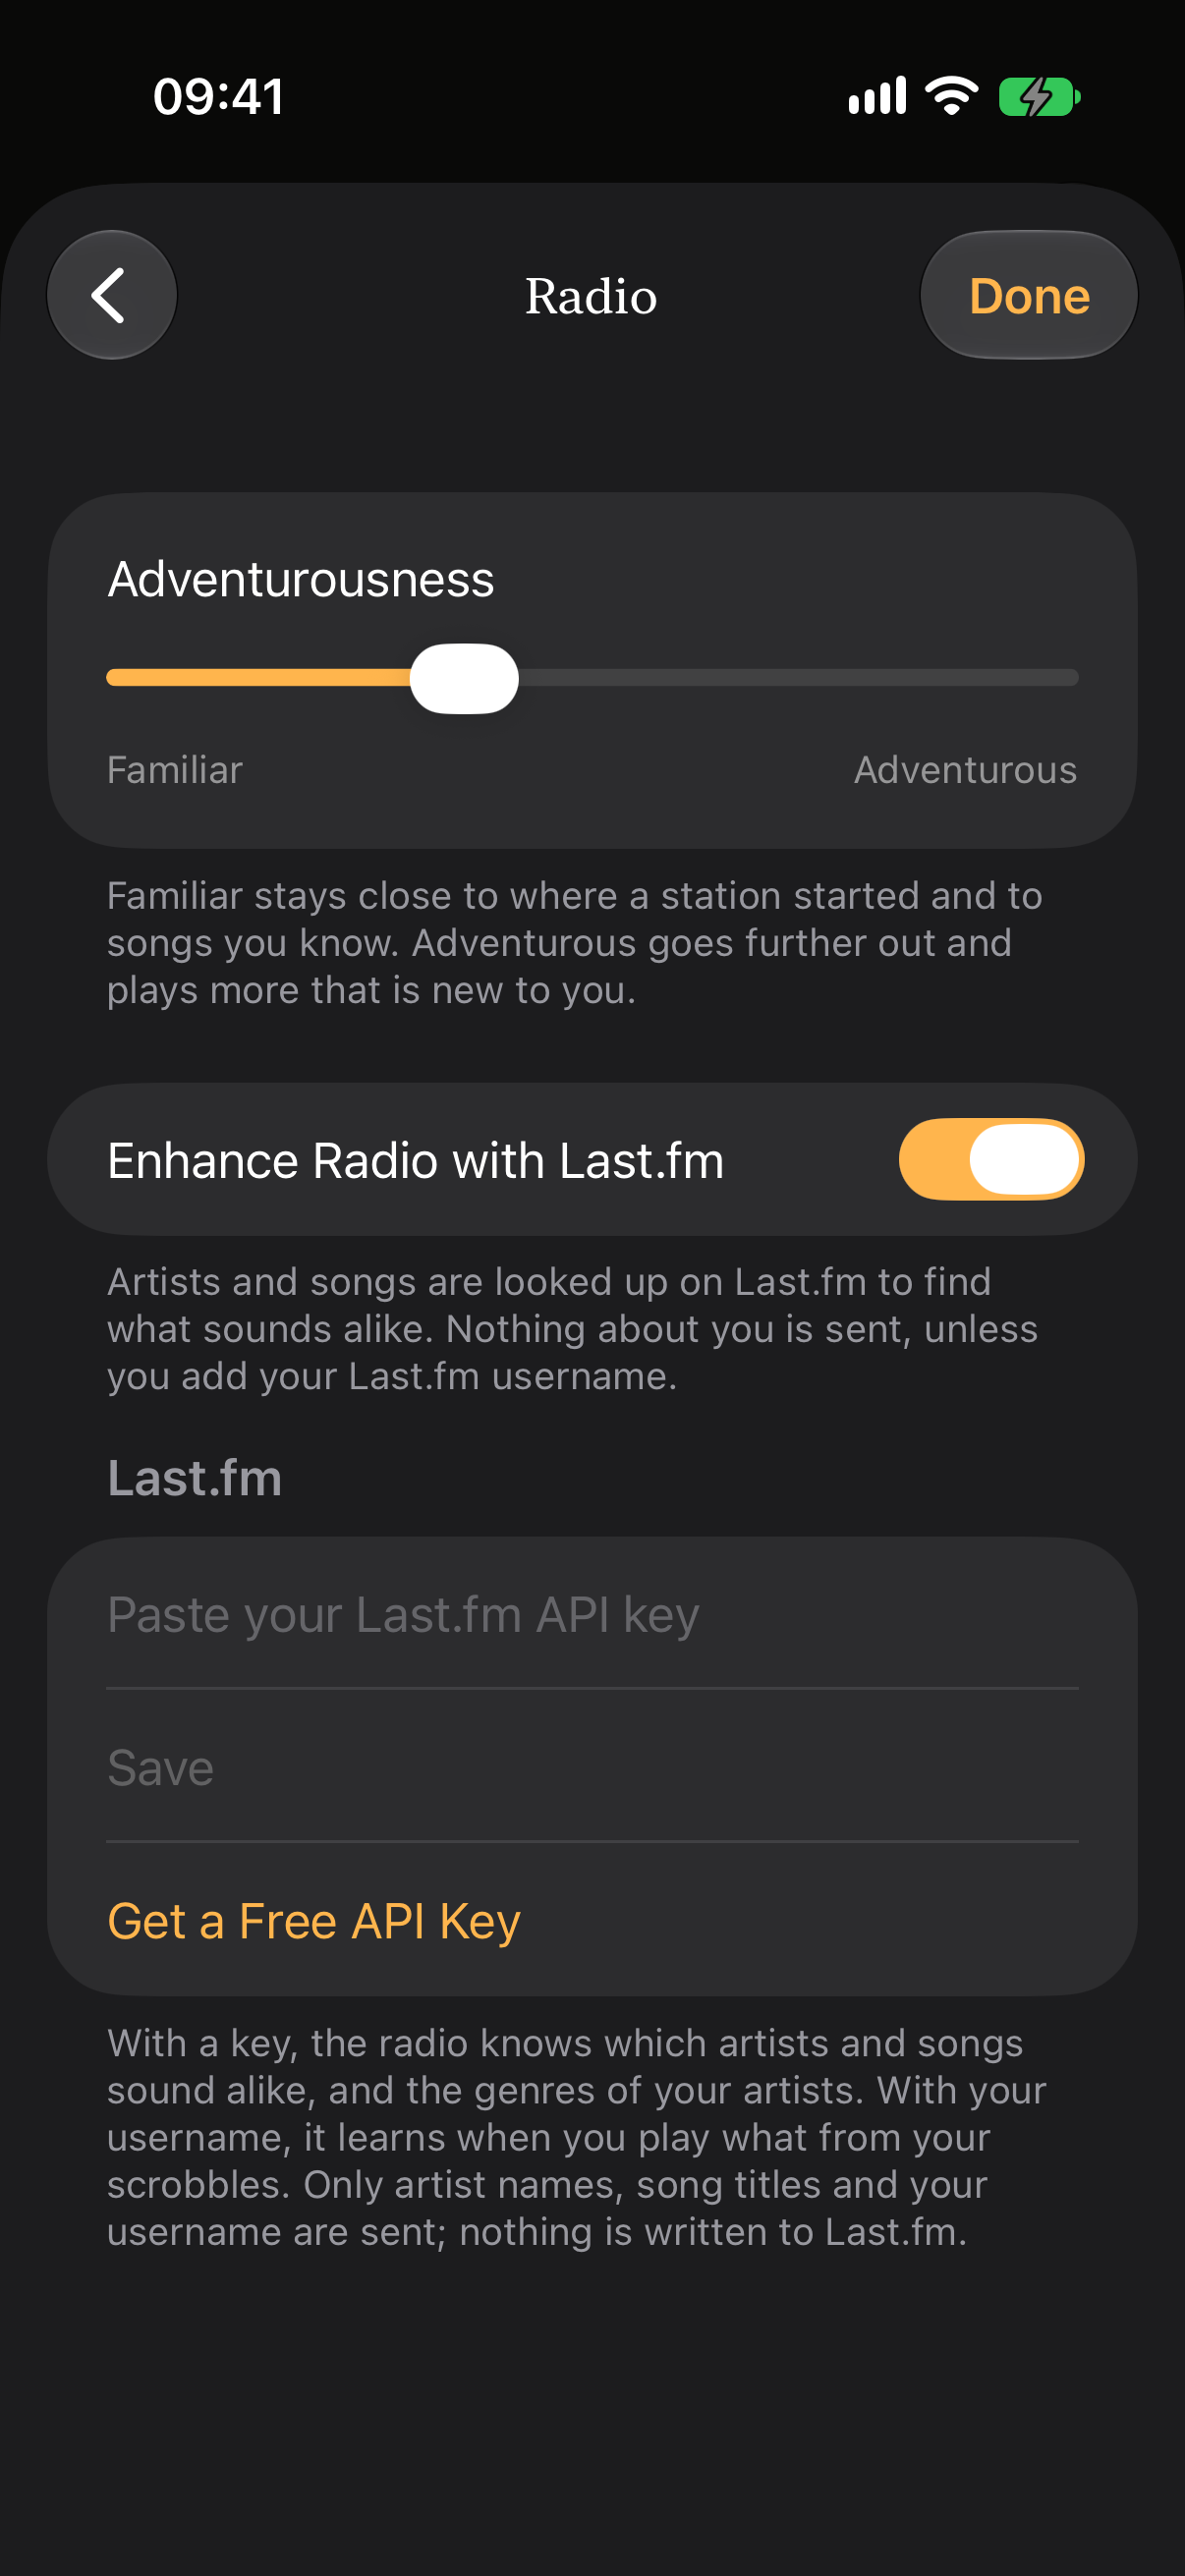 09:41
Radio
Done
Adventurousness
Familiar
Adventurous
Familiar stays close to where a station started and to
songs you know. Adventurous goes further out and
plays more that is new to you.
Enhance Radio with Last.fm
Artists and songs are looked up on Last.fm to find
what sounds alike. Nothing about you is sent, unless
you add your Last.fm username.
Last.fm
Paste your Last.fm API key
Save
Get a Free API Key
With a key, the radio knows which artists and songs
sound alike, and the genres of your artists. With your
username, it learns when you play what from your
scrobbles. Only artist names, song titles and your
username are sent; nothing is written to Last.fm.